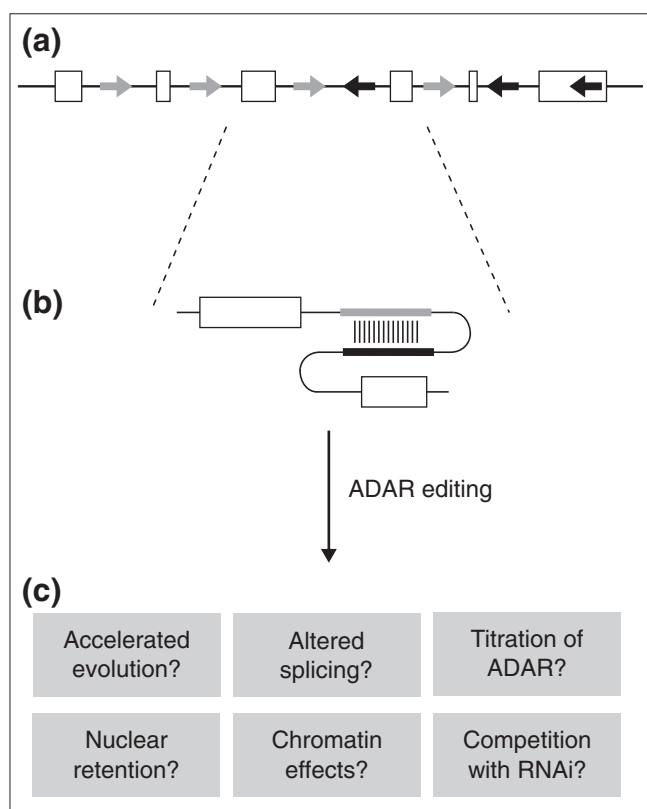 (a)
(b)
ADAR editing
(c)
Accelerated
evolution?
Altered
splicing?
Titration of
ADAR?
Nuclear
retention?
Chromatin
effects?
Competition
with RNAi?